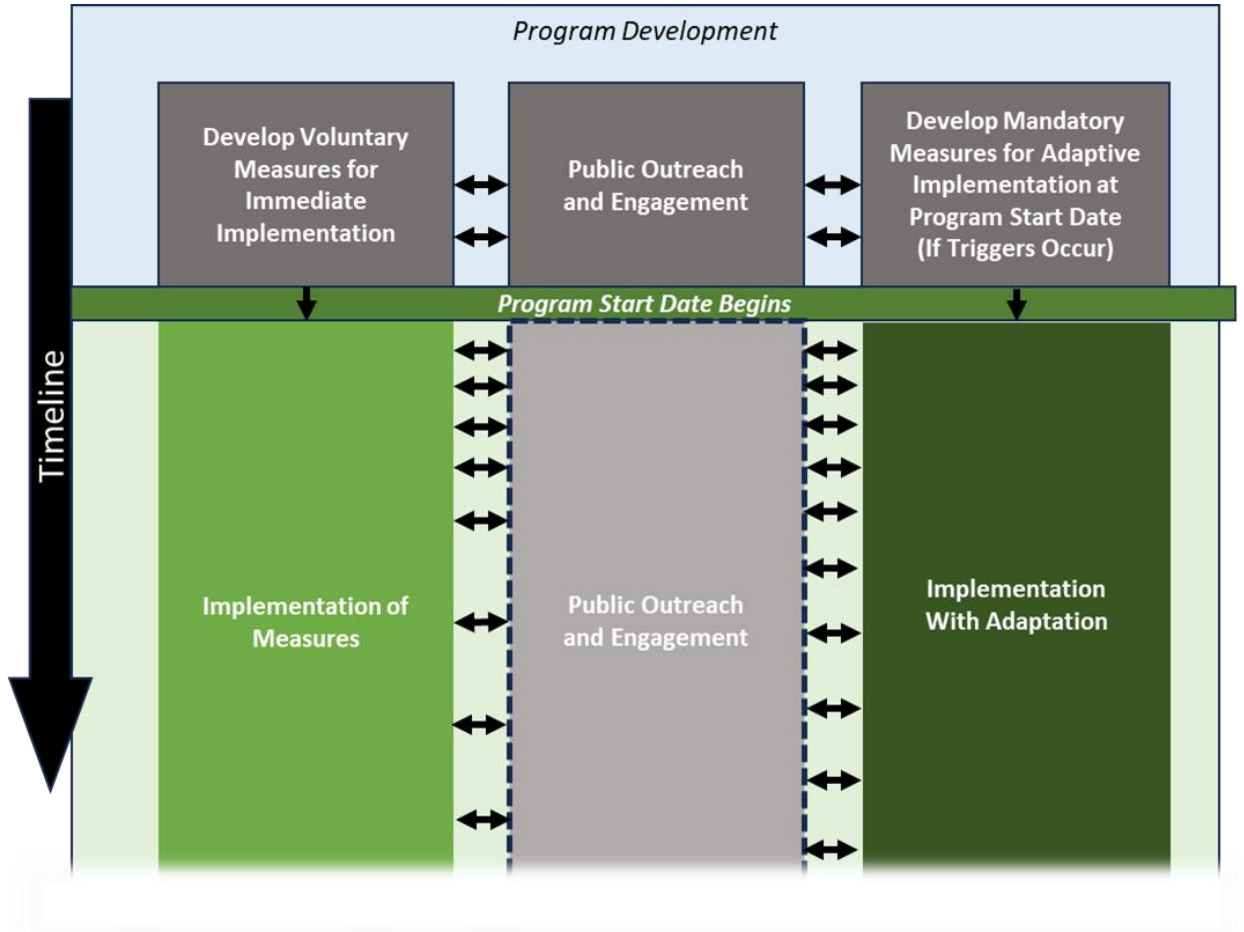 Program Development
Develop Voluntary
Measures for
Immediate
Implementation
Public Outreach
and Engagement
Develop Mandatory
Measures for Adaptive
Implementation at
Program Start Date
(If Triggers Occur)
Program Start Date Begins
Timeline
Implementation of
Measures
Public Outreach
and Engagement
Implementation
With Adaptation